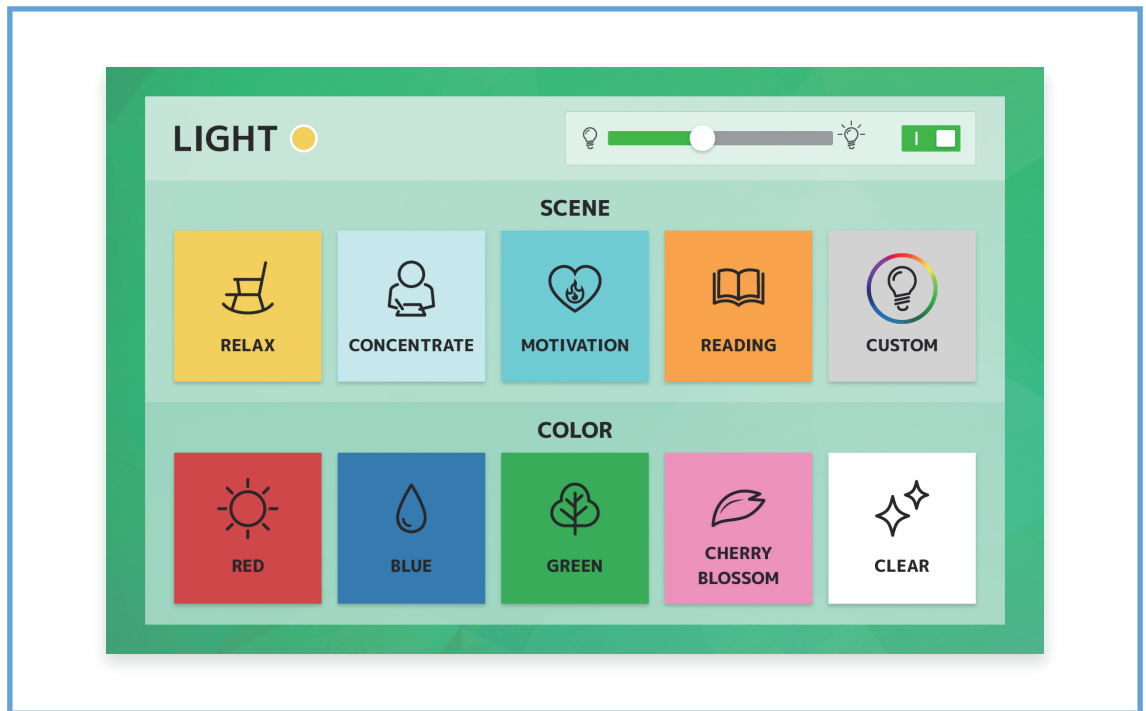 LIGHT
SCENE
RELAX
CONCENTRATE
MOTIVATION
READING
CUSTOM
COLOR
RED
BLUE
GREEN
CHERRY
BLOSSOM
CLEAR